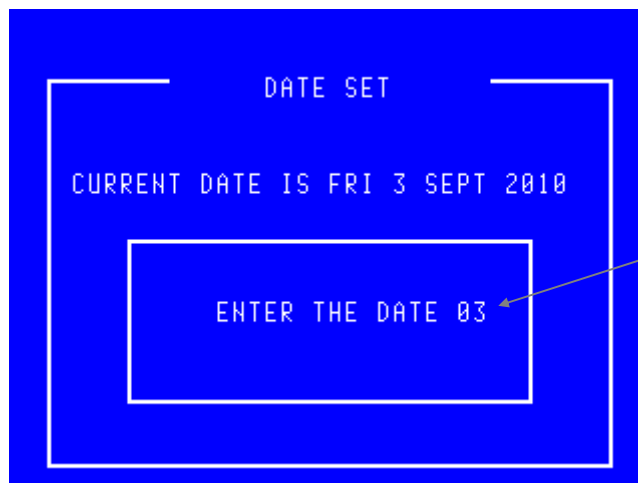 DATE SET
CURRENT DATE IS FRI 3 SEPT 2010
ENTER THE DATE 03